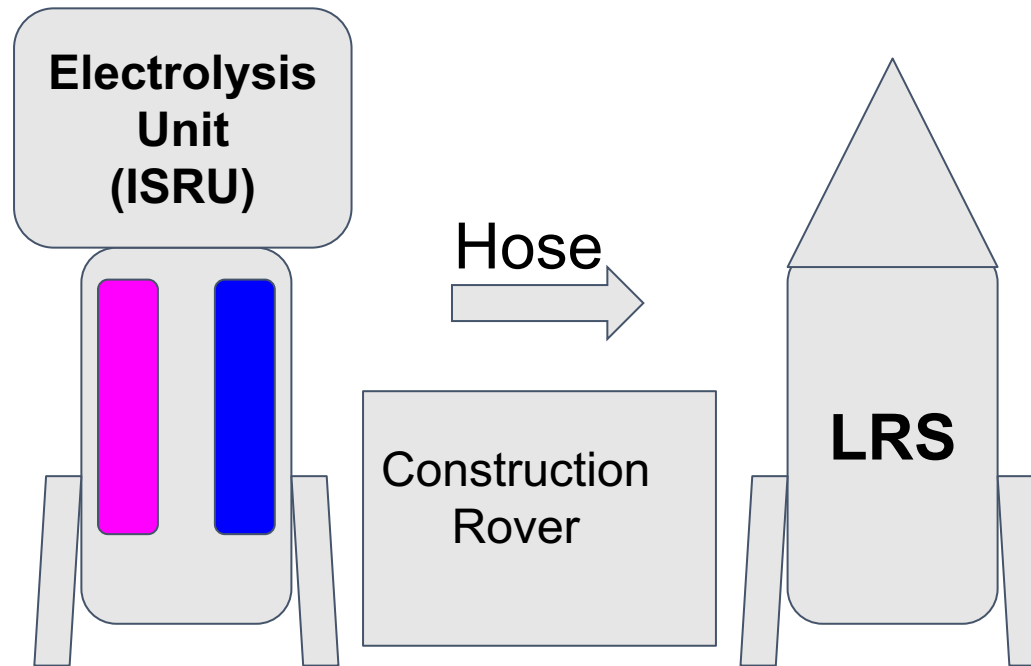 Electrolysis
Unit
(ISRU)
Hose
Construction
Rover
LRS